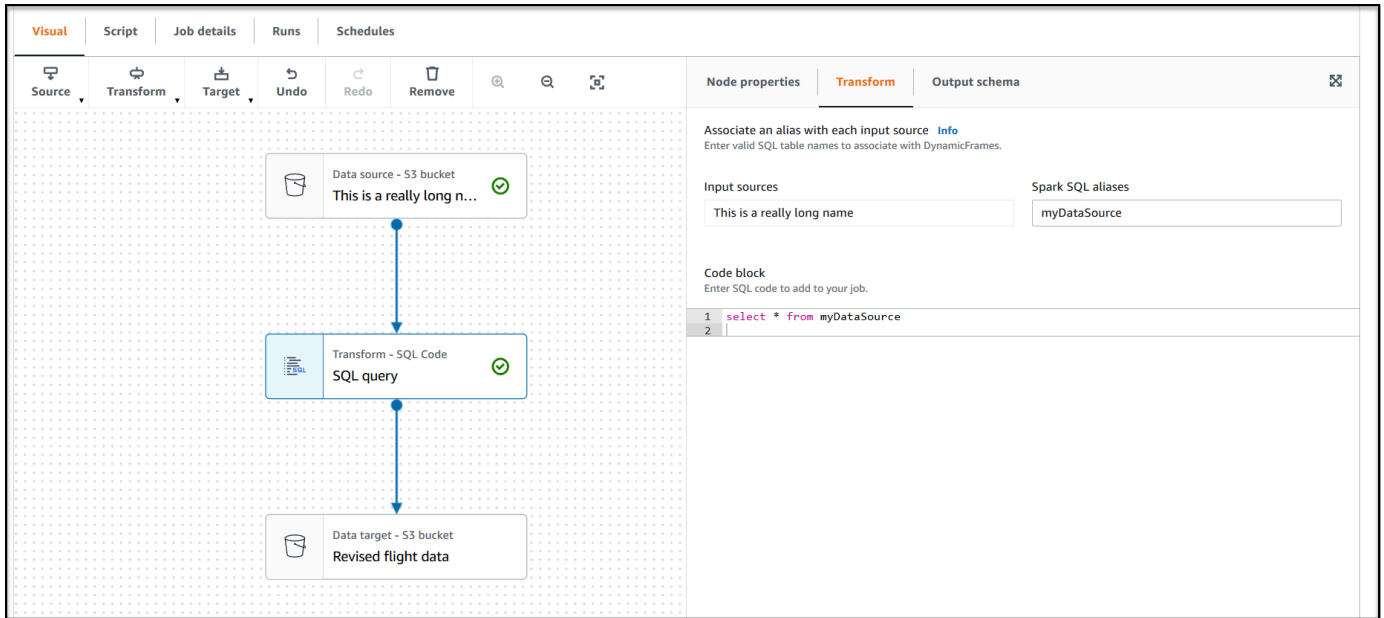 Visual Script Job details Runs Schedules
Source Transform Target Undo Redo Remove
Node properties Transform Output schema
Associate an alias with each input source Info
Enter valid SQL table names to associate with DynamicFrames.
Input sources Spark SQL aliases
This is a really long name myDataSource
Code block
Enter SQL code to add to your job.
1 select * from myDataSource
2
Data source - S3 bucket
This is a really long n...
Transform - SQL Code
SQL
SQL query
Data target - S3 bucket
Revised flight data